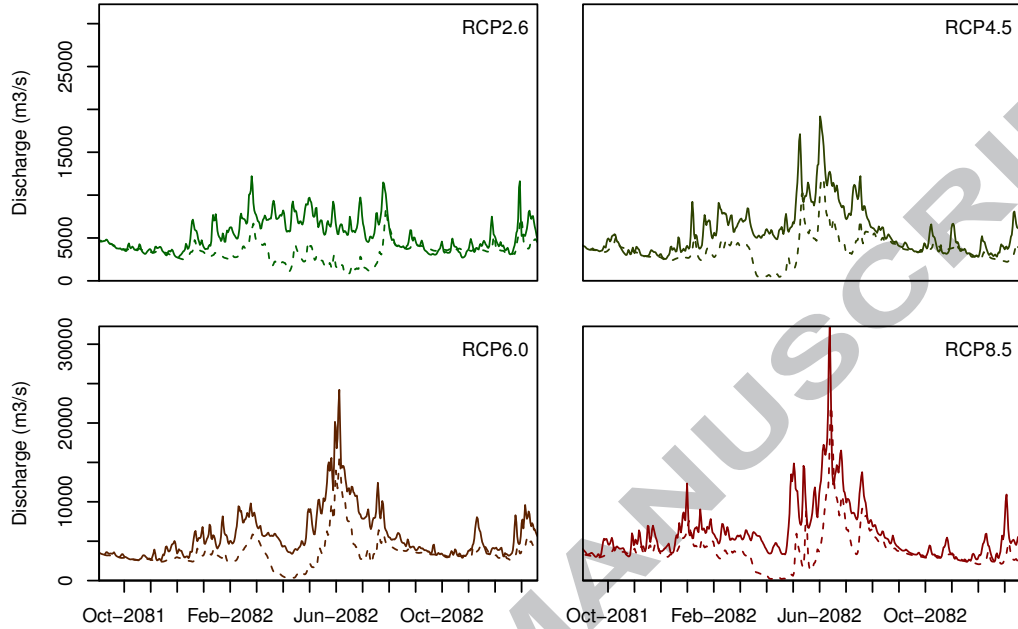 RCP2.6
RCP4.5
Discharge (m3/s)
0
5000
15000
25000
RCP6.0
RCP8.5
Discharge (m3/s)
0
10000
20000
30000
Oct−2081
Feb−2082
Jun−2082
Oct−2082
Oct−2081
Feb−2082
Jun−2082
Oct−2082
MANUSCRI